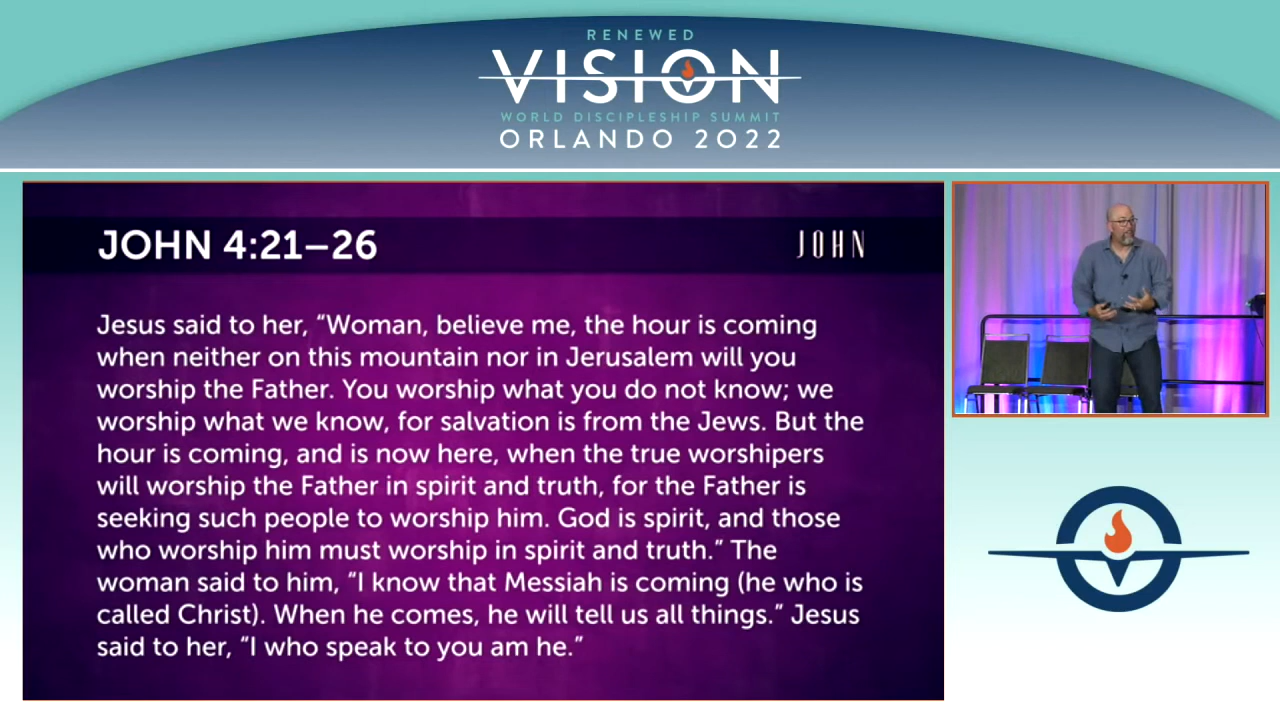 RENEWED
VISION
WORLD DISCIPLESHIP SUMMIT
ORLANDO 2022
JOHN 4:21–26
JOHN
Jesus said to her, “Woman, believe me, the hour is coming
when neither on this mountain nor in Jerusalem will you
worship the Father. You worship what you do not know; we
worship what we know, for salvation is from the Jews. But the
hour is coming, and is now here, when the true worshipers
will worship the Father in spirit and truth, for the Father is
seeking such people to worship him. God is spirit, and those
who worship him must worship in spirit and truth.” The
woman said to him, “I know that Messiah is coming (he who is
called Christ). When he comes, he will tell us all things.” Jesus
said to her, “I who speak to you am he.”